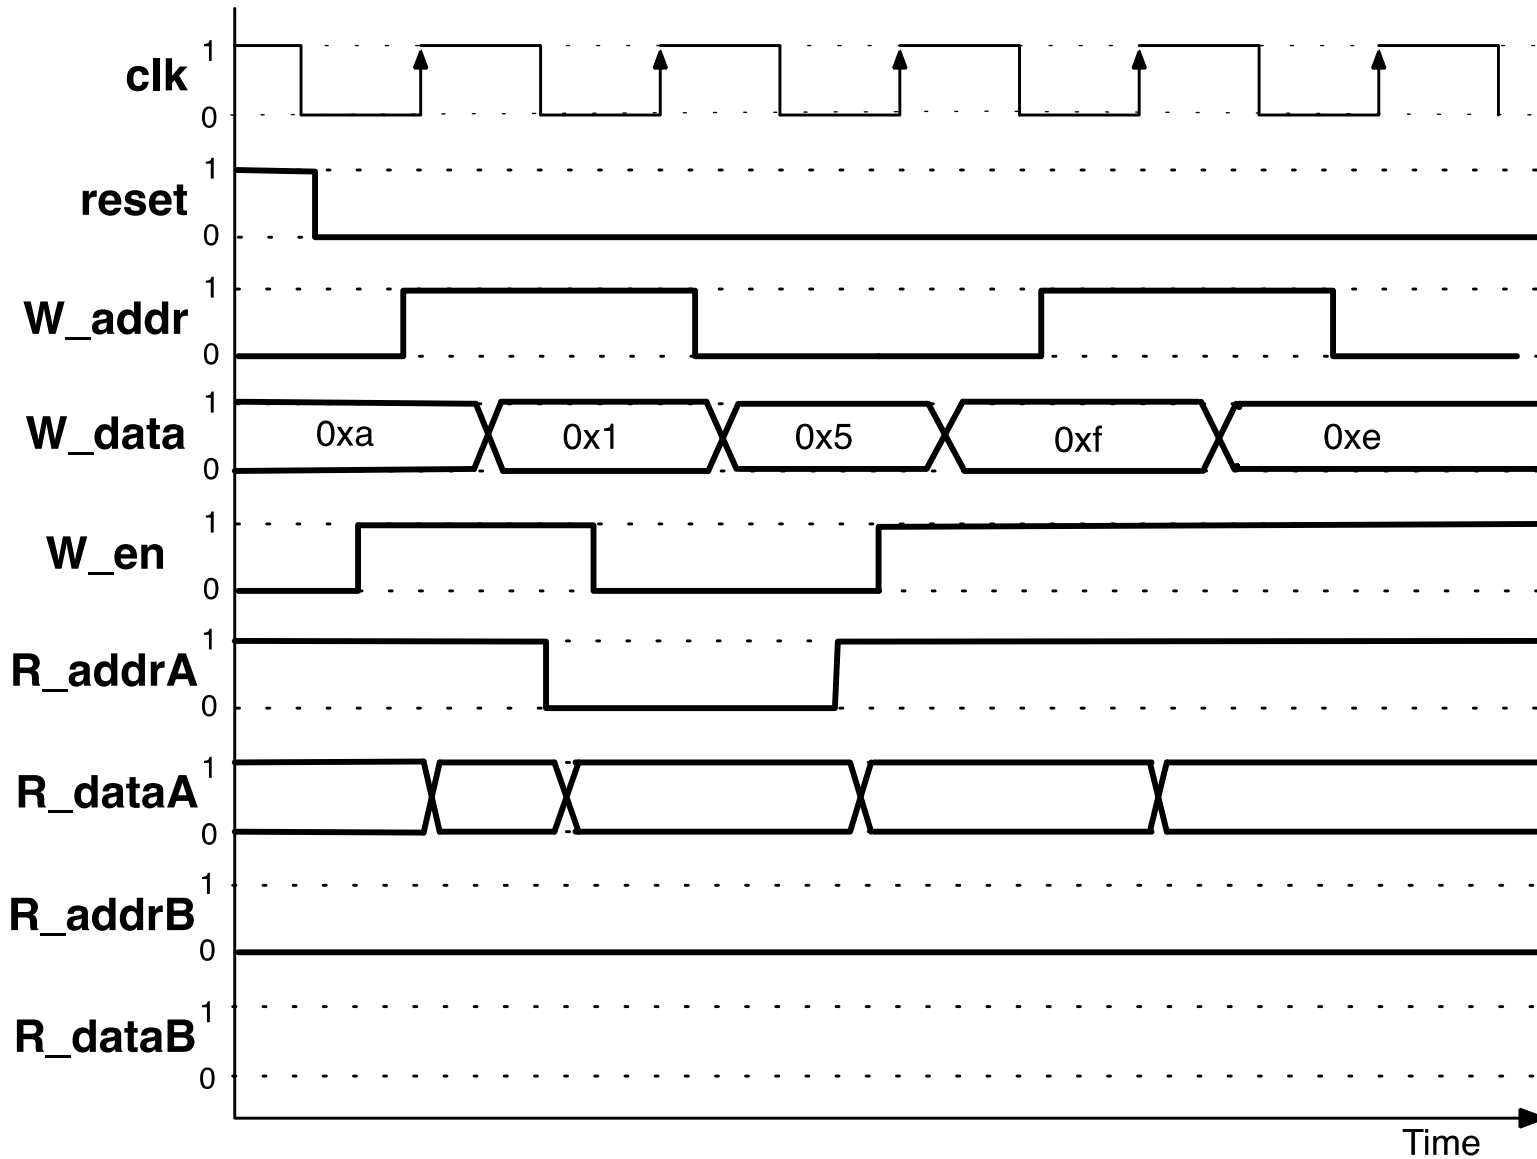 clk 1 0
reset 1 0
W_addr 1 0
W_data 1 0 0xa 0x1 0x5 0xf 0xe
W_en 1 0
R_addrA 1 0
R_dataA 1 0
R_addrB 1 0
R_dataB 1 0
Time